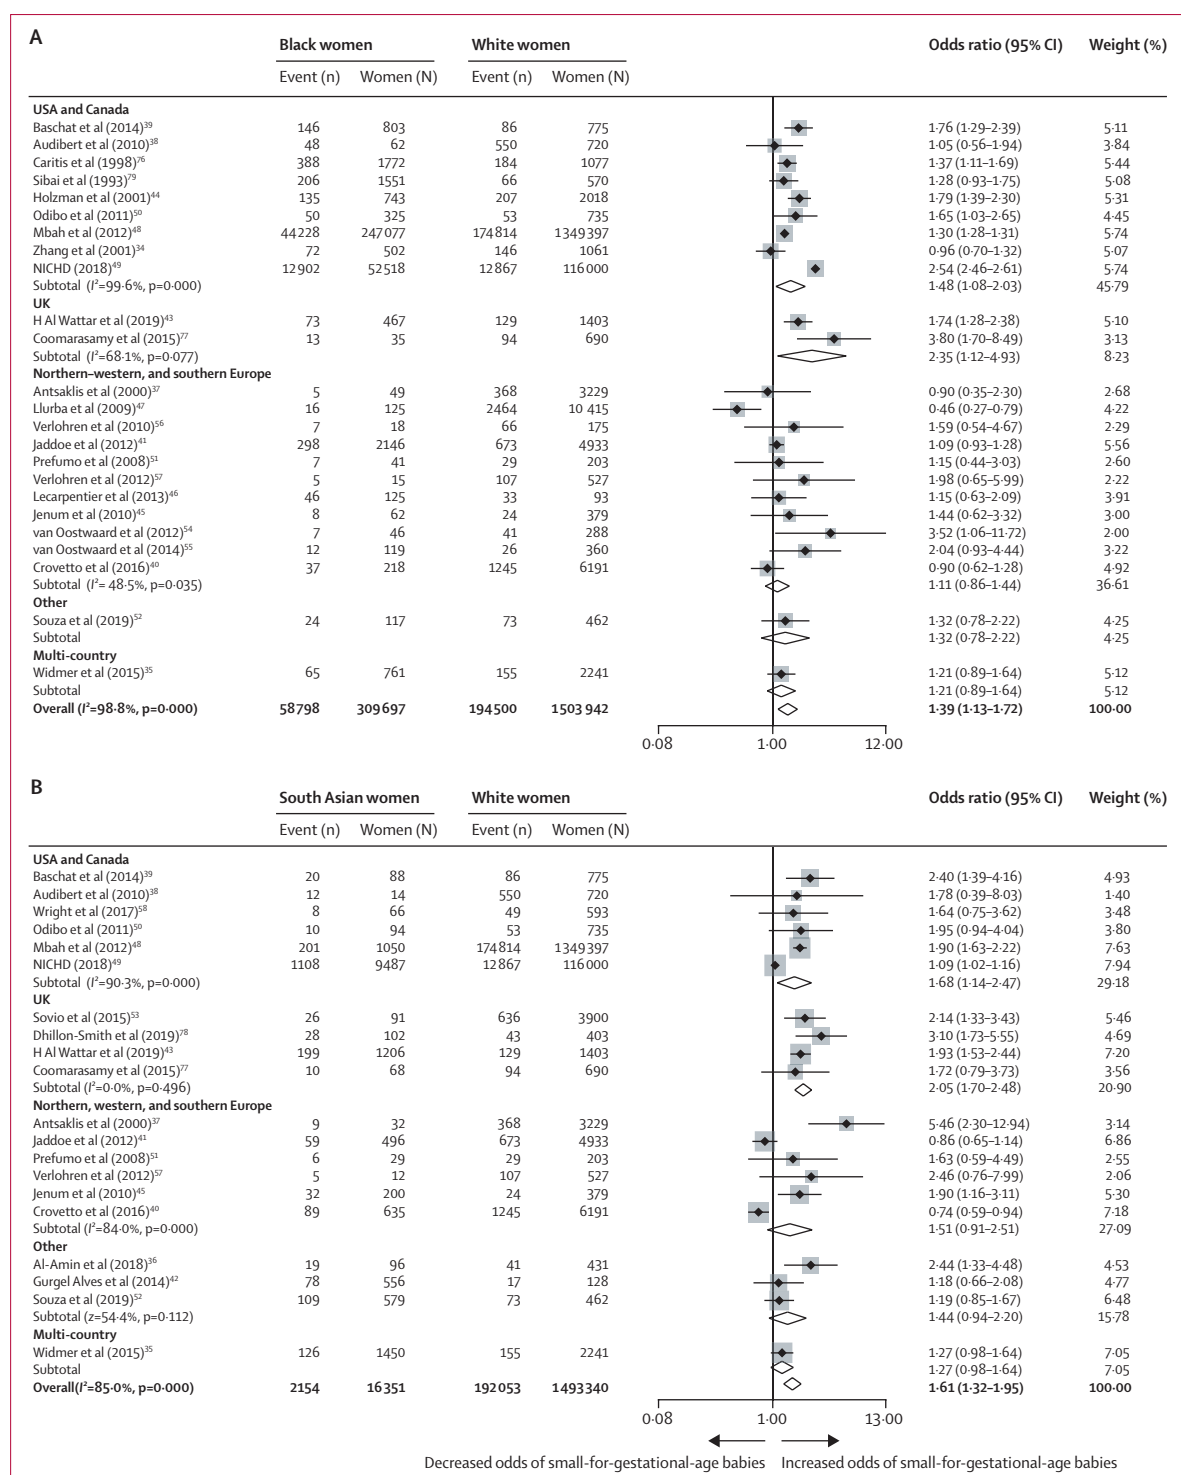 A
Black women White women Odds ratio (95% CI) Weight (%)
Event (n) Women (N) Event (n) Women (N)
USA and Canada
Baschat et al (2014)³⁹ 146 803 86 775 1·76 (1·29–2·39) 5·11
Audibert et al (2010)³⁸ 48 62 550 720 1·05 (0·56–1·94) 3·84
Caritis et al (1998)⁷⁶ 388 1772 184 1077 1·37 (1·11–1·69) 5·44
Sibai et al (1993)⁷⁹ 206 1551 66 570 1·28 (0·93–1·75) 5·08
Holzman et al (2001)⁴⁴ 135 743 207 2018 1·79 (1·39–2·30) 5·31
Odibo et al (2011)⁵⁰ 50 325 53 735 1·65 (1·03–2·65) 4·45
Mbah et al (2012)⁴⁸ 44 228 247 077 174 814 1 349 397 1·30 (1·28–1·31) 5·74
Zhang et al (2001)³⁴ 72 502 146 1061 0·96 (0·70–1·32) 5·07
NICHD (2018)⁴⁹ 12 902 52 518 12 867 116 000 2·54 (2·46–2·61) 5·74
Subtotal (I²=99·6%, p=0·000) 1·48 (1·08–2·03) 45·79
UK
H Al Wattar et al (2019)⁴³ 73 467 129 1403 1·74 (1·28–2·38) 5·10
Coomarasamy et al (2015)⁷⁷ 13 35 94 690 3·80 (1·70–8·49) 3·13
Subtotal (I²=68·1%, p=0·077) 2·35 (1·12–4·93) 8·23
Northern–western, and southern Europe
Antsaklis et al (2000)³⁷ 5 49 368 3229 0·90 (0·35–2·30) 2·68
Llurba et al (2009)⁴⁷ 16 125 2464 10 415 0·46 (0·27–0·79) 4·22
Verlohren et al (2010)⁵⁶ 7 18 66 175 1·59 (0·54–4·67) 2·29
Jaddoe et al (2012)⁴¹ 298 2146 673 4933 1·09 (0·93–1·28) 5·56
Prefumo et al (2008)⁵¹ 7 41 29 203 1·15 (0·44–3·03) 2·60
Verlohren et al (2012)⁵⁷ 5 15 107 527 1·98 (0·65–5·99) 2·22
Lecarpentier et al (2013)⁴⁶ 46 125 33 93 1·15 (0·63–2·09) 3·91
Jenum et al (2010)⁴⁵ 8 62 24 379 1·44 (0·62–3·32) 3·00
van Oostwaard et al (2012)⁵⁴ 7 46 41 288 3·52 (1·06–11·72) 2·00
van Oostwaard et al (2014)⁵⁵ 12 119 26 360 2·04 (0·93–4·44) 3·22
Crovetto et al (2016)⁴⁰ 37 218 1245 6191 0·90 (0·62–1·28) 4·92
Subtotal (I²= 48·5%, p=0·035) 1·11 (0·86–1·44) 36·61
Other
Souza et al (2019)⁵² 24 117 73 462 1·32 (0·78–2·22) 4·25
Subtotal 1·32 (0·78–2·22) 4·25
Multi-country
Widmer et al (2015)³⁵ 65 761 155 2241 1·21 (0·89–1·64) 5·12
Subtotal 1·21 (0·89–1·64) 5·12
Overall (I²=98·8%, p=0·000) 58 798 309 697 194 500 1 503 942 1·39 (1·13–1·72) 100·00
0·08 1·00 12·00
B
South Asian women White women Odds ratio (95% CI) Weight (%)
Event (n) Women (N) Event (n) Women (N)
USA and Canada
Baschat et al (2014)³⁹ 20 88 86 775 2·40 (1·39–4·16) 4·93
Audibert et al (2010)³⁸ 12 14 550 720 1·78 (0·39–8·03) 1·40
Wright et al (2017)⁵⁸ 8 66 49 593 1·64 (0·75–3·62) 3·48
Odibo et al (2011)⁵⁰ 10 94 53 735 1·95 (0·94–4·04) 3·80
Mbah et al (2012)⁴⁸ 201 1050 174 814 1 349 397 1·90 (1·63–2·22) 7·63
NICHD (2018)⁴⁹ 1108 9487 12 867 116 000 1·09 (1·02–1·16) 7·94
Subtotal (I²=90·3%, p=0·000) 1·68 (1·14–2·47) 29·18
UK
Sovio et al (2015)⁵³ 26 91 636 3900 2·14 (1·33–3·43) 5·46
Dhillon-Smith et al (2019)⁷⁸ 28 102 43 403 3·10 (1·73–5·55) 4·69
H Al Wattar et al (2019)⁴³ 199 1206 129 1403 1·93 (1·53–2·44) 7·20
Coomarasamy et al (2015)⁷⁷ 10 68 94 690 1·72 (0·79–3·73) 3·56
Subtotal (I²=0·0%, p=0·496) 2·05 (1·70–2·48) 20·90
Northern, western, and southern Europe
Antsaklis et al (2000)³⁷ 9 32 368 3229 5·46 (2·30–12·94) 3·14
Jaddoe et al (2012)⁴¹ 59 496 673 4933 0·86 (0·65–1·14) 6·86
Prefumo et al (2008)⁵¹ 6 29 29 203 1·63 (0·59–4·49) 2·55
Verlohren et al (2012)⁵⁷ 5 12 107 527 2·46 (0·76–7·99) 2·06
Jenum et al (2010)⁴⁵ 32 200 24 379 1·90 (1·16–3·11) 5·30
Crovetto et al (2016)⁴⁰ 89 635 1245 6191 0·74 (0·59–0·94) 7·18
Subtotal (I²=84·0%, p=0·000) 1·51 (0·91–2·51) 27·09
Other
Al-Amin et al (2018)³⁶ 19 96 41 431 2·44 (1·33–4·48) 4·53
Gurgel Alves et al (2014)⁴² 78 556 17 128 1·18 (0·66–2·08) 4·77
Souza et al (2019)⁵² 109 579 73 462 1·19 (0·85–1·67) 6·48
Subtotal (z=54·4%, p=0·112) 1·44 (0·94–2·20) 15·78
Multi-country
Widmer et al (2015)³⁵ 126 1450 155 2241 1·27 (0·98–1·64) 7·05
Subtotal 1·27 (0·98–1·64) 7·05
Overall(I²=85·0%, p=0·000) 2154 16 351 192 053 1 493 340 1·61 (1·32–1·95) 100·00
0·08 1·00 13·00
Decreased odds of small-for-gestational-age babies Increased odds of small-for-gestational-age babies